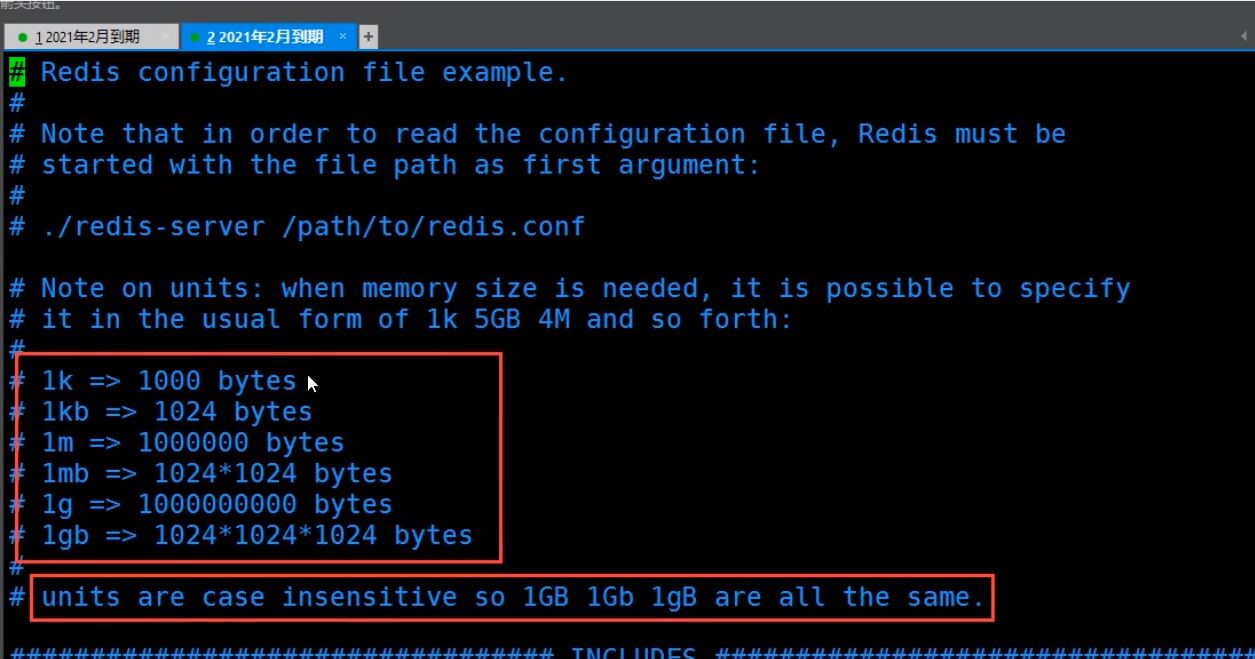 前头按钮。
1 2021年2月到期 ×
2 2021年2月到期 × +
# Redis configuration file example.
#
# Note that in order to read the configuration file, Redis must be
# started with the file path as first argument:
#
# ./redis-server /path/to/redis.conf
# Note on units: when memory size is needed, it is possible to specify
# it in the usual form of 1k 5GB 4M and so forth:
#
# 1k => 1000 bytes
# 1kb => 1024 bytes
# 1m => 1000000 bytes
# 1mb => 1024*1024 bytes
# 1g => 1000000000 bytes
# 1gb => 1024*1024*1024 bytes
#
# units are case insensitive so 1GB 1Gb 1gB are all the same.
################################## INCLUDES ##################################